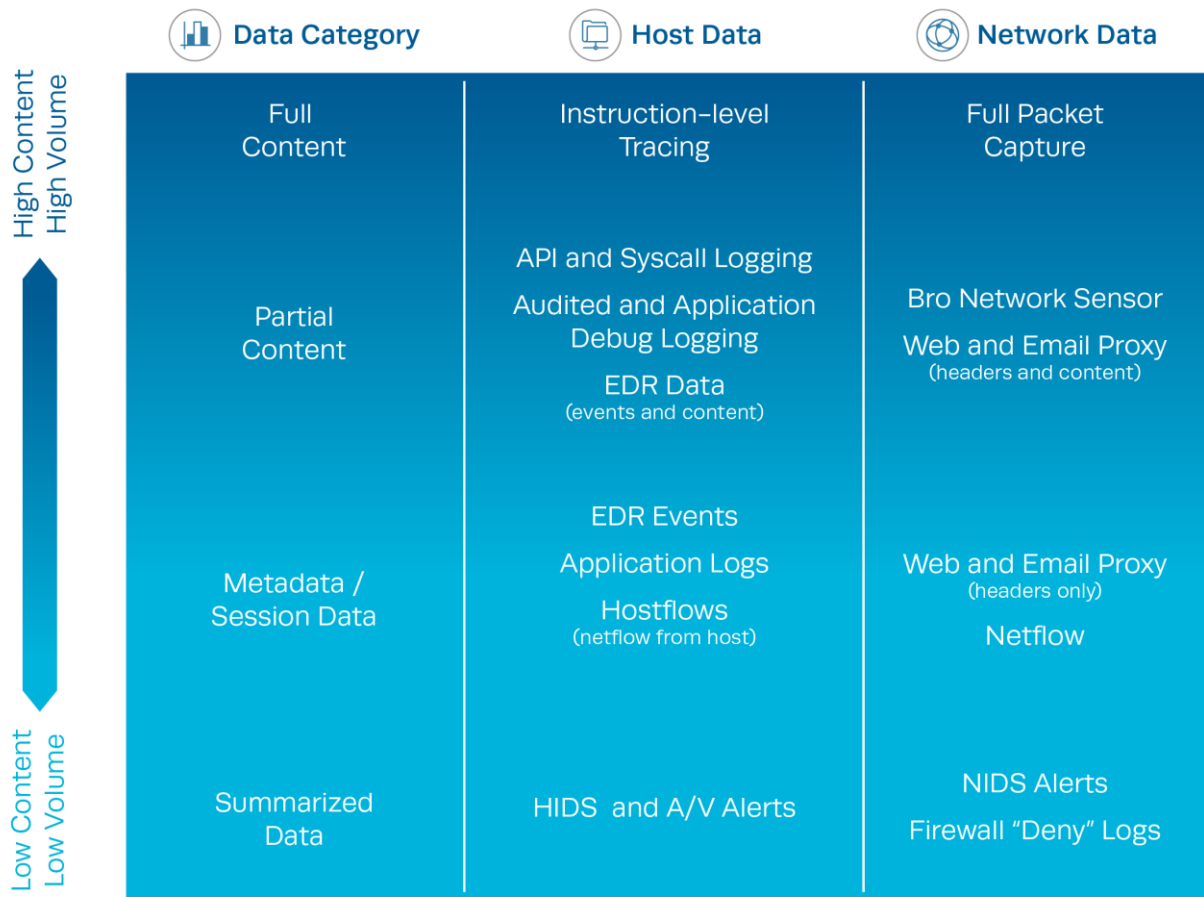 Data Category
Host Data
Network Data
High Content
High Volume
Full
Content
Instruction-level
Tracing
Full Packet
Capture
Partial
Content
API and Syscall Logging
Audited and Application
Debug Logging
EDR Data
(events and content)
Bro Network Sensor
Web and Email Proxy
(headers and content)
Metadata /
Session Data
EDR Events
Application Logs
Hostflows
(netflow from host)
Web and Email Proxy
(headers only)
Netflow
Low Content
Low Volume
Summarized
Data
HIDS and A/V Alerts
NIDS Alerts
Firewall “Deny” Logs